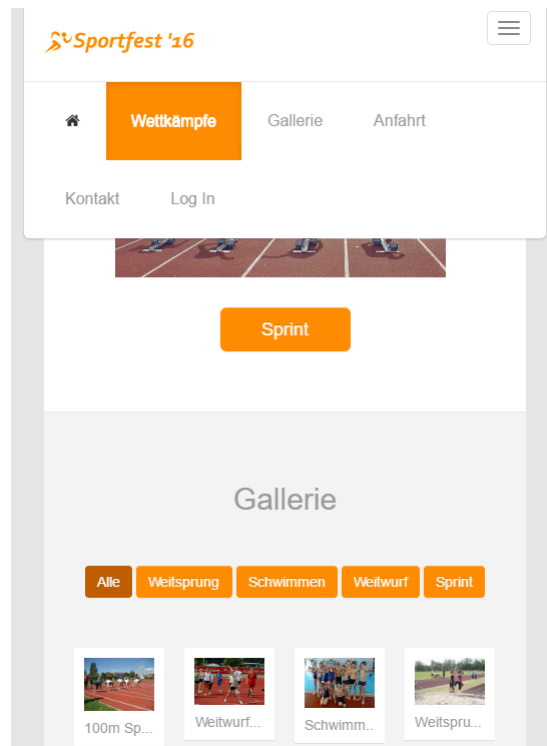 Sportfest '16
Wettkämpfe Gallerie Anfahrt
Kontakt Log In
Sprint
Gallerie
Alle Weitsprung Schwimmen Weitwurf Sprint
100m Sp... Weitwurf... Schwimm... Weitspru...